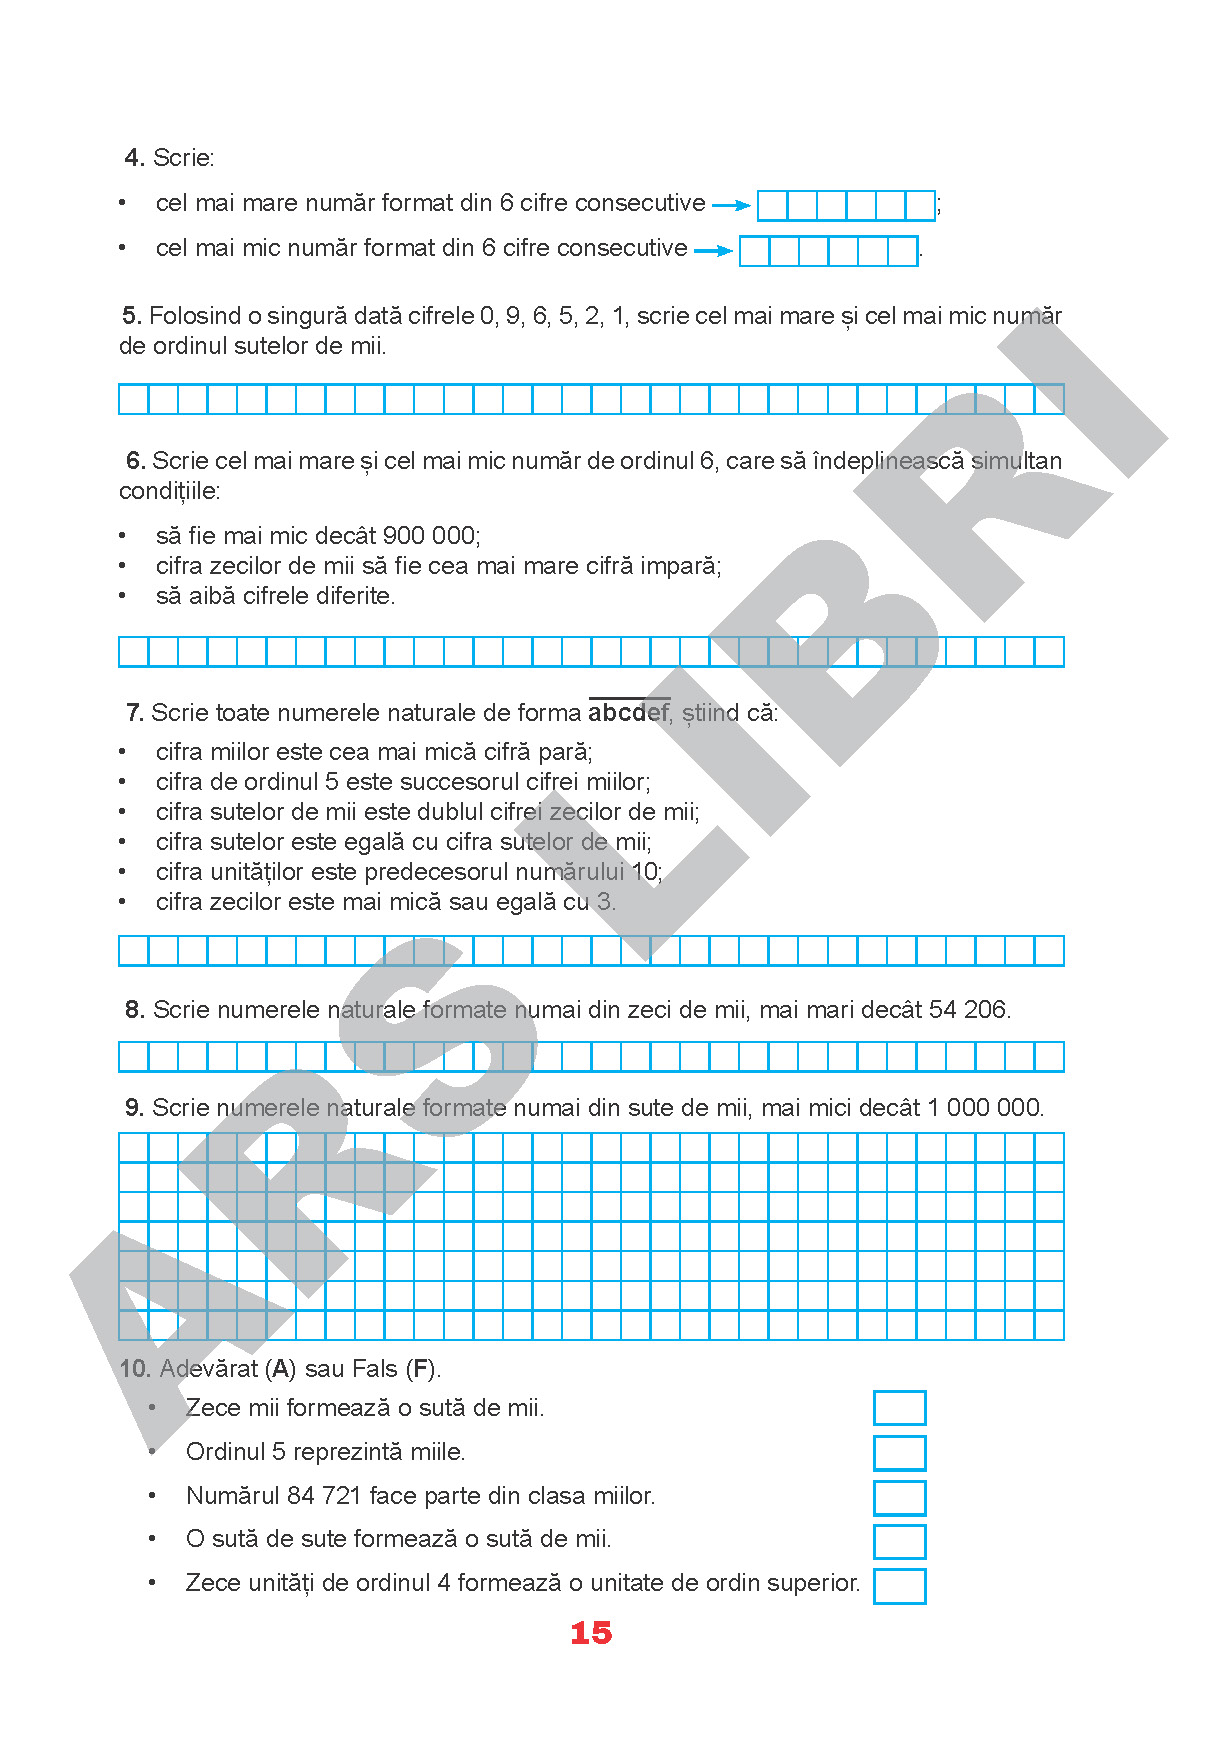 4. Scrie:
• cel mai mare număr format din 6 cifre consecutive ;
• cel mai mic număr format din 6 cifre consecutive .
5. Folosind o singură dată cifrele 0, 9, 6, 5, 2, 1, scrie cel mai mare și cel mai mic număr
de ordinul sutelor de mii.
6. Scrie cel mai mare și cel mai mic număr de ordinul 6, care să îndeplinească simultan
condițiile:
• să fie mai mic decât 900 000;
• cifra zecilor de mii să fie cea mai mare cifră impară;
• să aibă cifrele diferite.
7. Scrie toate numerele naturale de forma abcdef, știind că:
• cifra miilor este cea mai mică cifră pară;
• cifra de ordinul 5 este succesorul cifrei miilor;
• cifra sutelor de mii este dublul cifrei zecilor de mii;
• cifra sutelor este egală cu cifra sutelor de mii;
• cifra unităților este predecesorul numărului 10;
• cifra zecilor este mai mică sau egală cu 3.
8. Scrie numerele naturale formate numai din zeci de mii, mai mari decât 54 206.
9. Scrie numerele naturale formate numai din sute de mii, mai mici decât 1 000 000.
10. Adevărat (A) sau Fals (F).
• Zece mii formează o sută de mii.
• Ordinul 5 reprezintă miile.
• Numărul 84 721 face parte din clasa miilor.
• O sută de sute formează o sută de mii.
• Zece unități de ordinul 4 formează o unitate de ordin superior.
15
ARS LIBRI